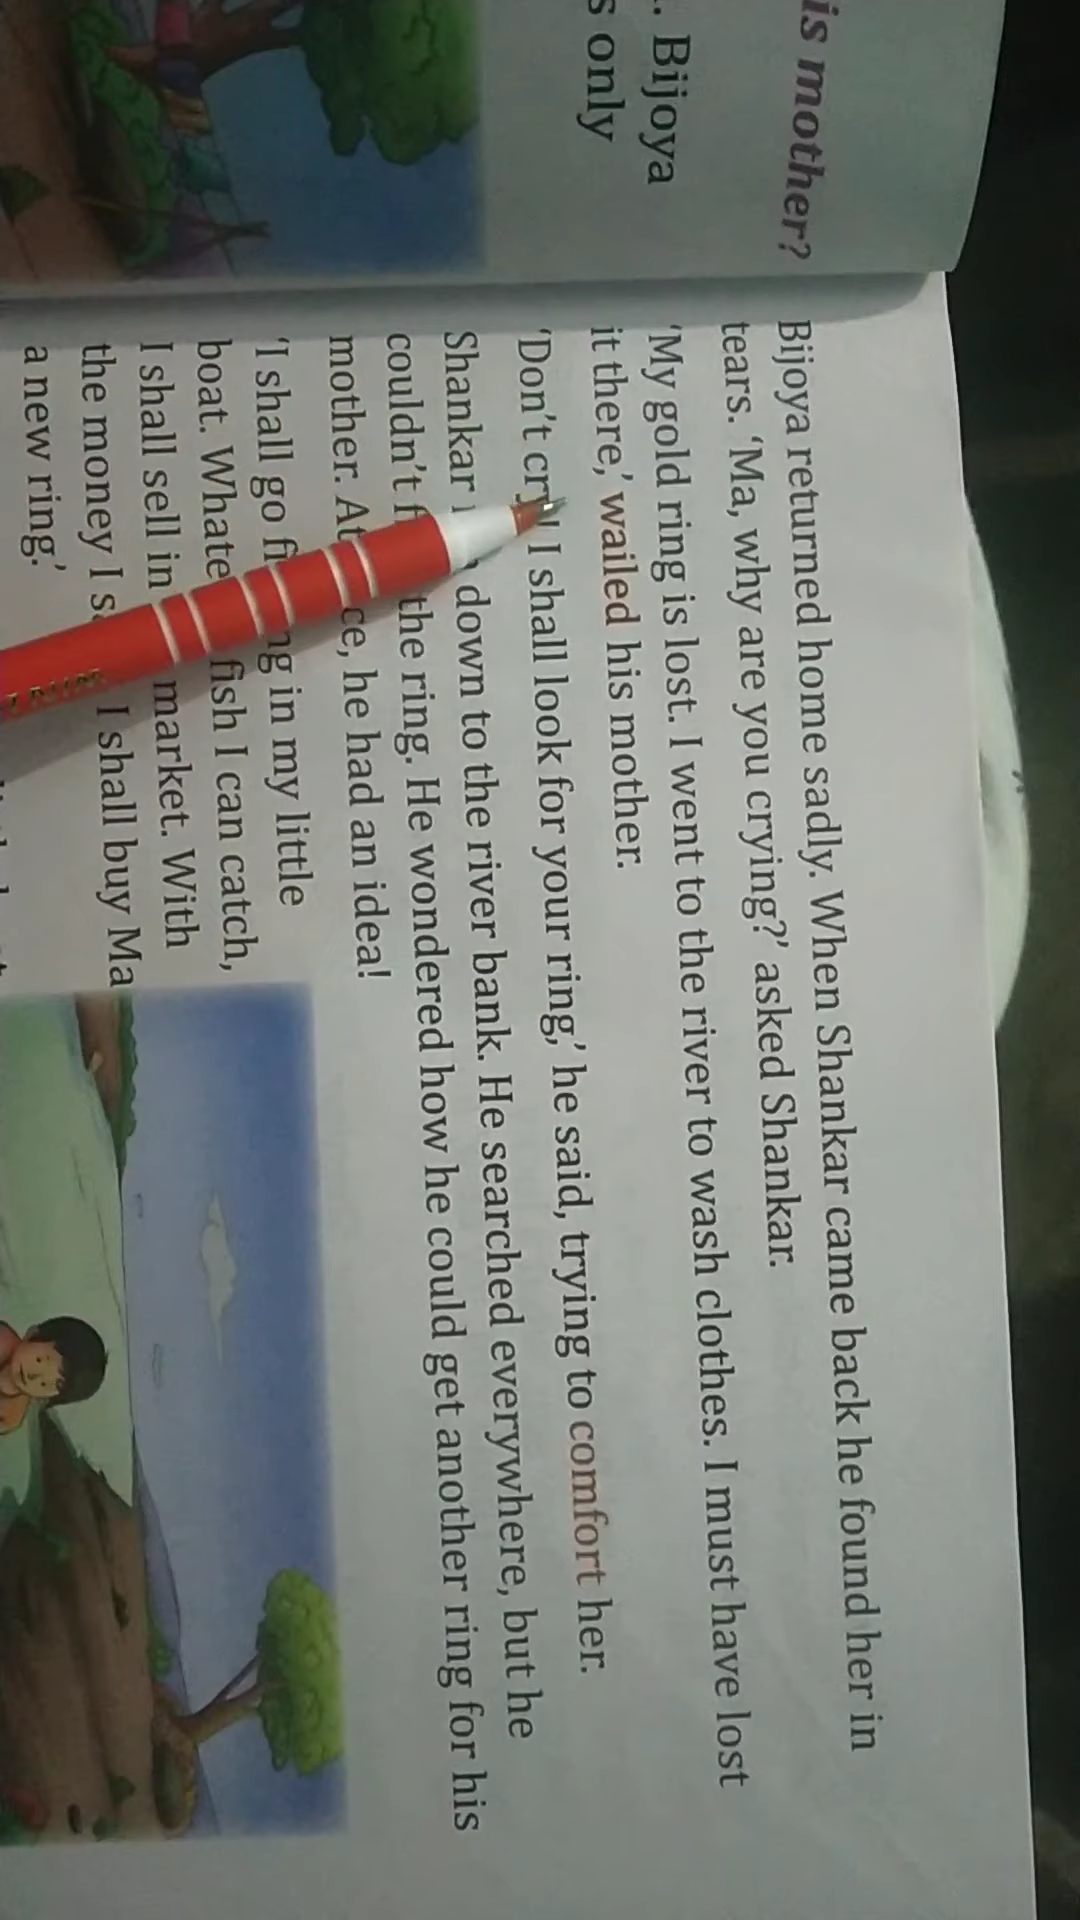 is mother?
. Bijoya
s only
Bijoya returned home sadly. When Shankar came back he found her in
tears. ‘Ma, why are you crying?’ asked Shankar.
‘My gold ring is lost. I went to the river to wash clothes. I must have lost
it there,’ wailed his mother.
‘Don’t cry! I shall look for your ring,’ he said, trying to comfort her.
Shankar down to the river bank. He searched everywhere, but he
couldn’t the ring. He wondered how he could get another ring for his
mother. At he had an idea!
‘I shall go in my little
boat. fish I can catch,
I shall sell in market. With
the money I I shall buy Ma
a new ring.’